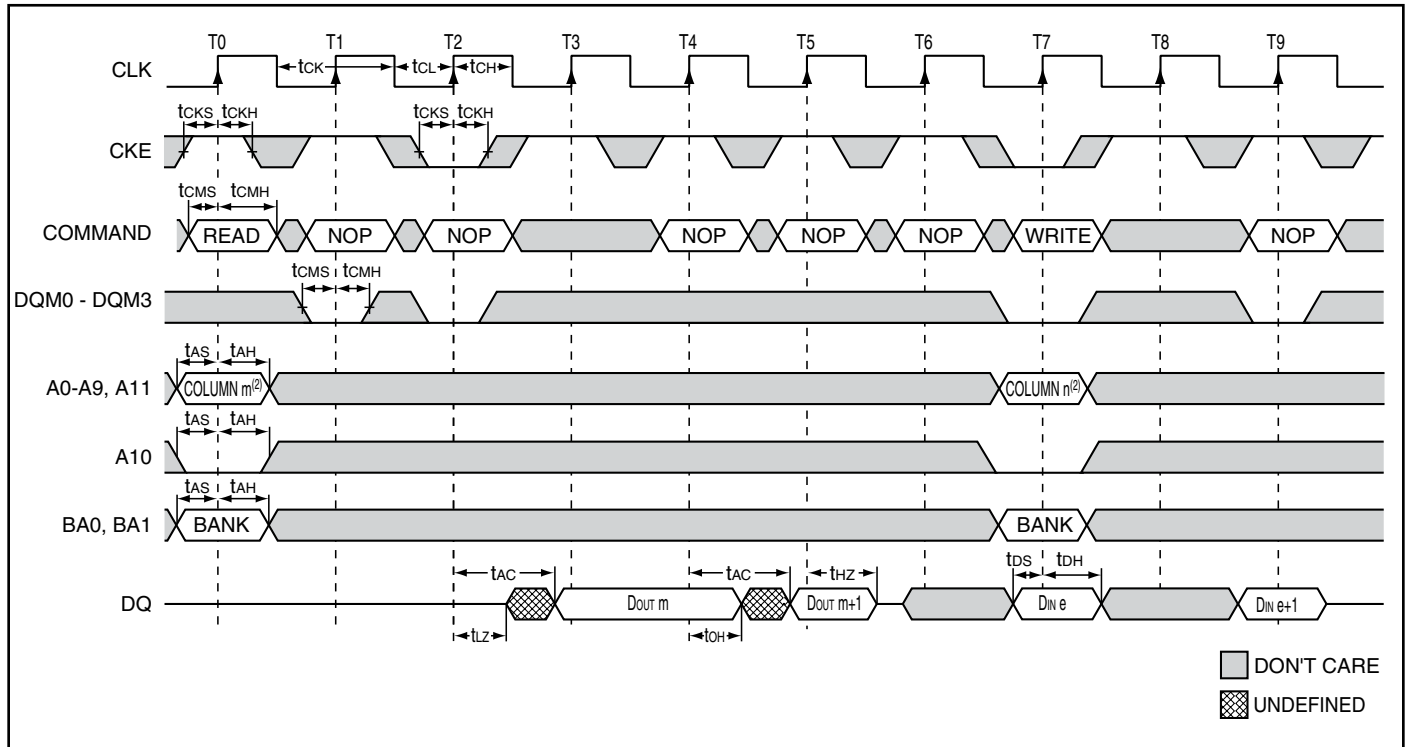 T0 T1 T2 T3 T4 T5 T6 T7 T8 T9
CLK tCK tCL tCH
tCKS tCKH tCKS tCKH
CKE
tCMS tCMH
COMMAND READ NOP NOP NOP NOP NOP WRITE NOP
tCMS tCMH
DQM0 - DQM3
tAS tAH
A0-A9, A11 COLUMN m(2) COLUMN n(2)
tAS tAH
A10
tAS tAH
BA0, BA1 BANK BANK
tAC tAC tHZ tDS tDH
DQ DOUT m DOUT m+1 DIN e DIN e+1
tLZ tOH
DON'T CARE
UNDEFINED